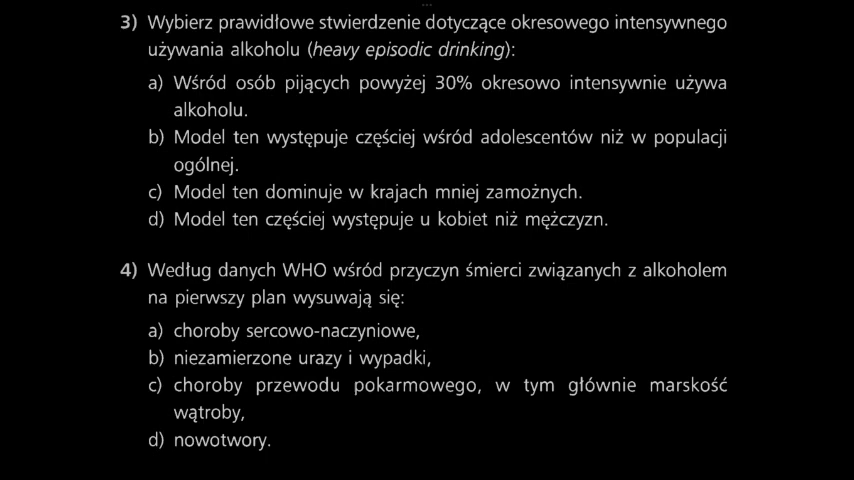 3) Wybierz prawidłowe stwierdzenie dotyczące okresowego intensywnego
używania alkoholu (heavy episodic drinking):
a) Wśród osób pijących powyżej 30% okresowo intensywnie używa
alkoholu.
b) Model ten występuje częściej wśród adolescentów niż w populacji
ogólnej.
c) Model ten dominuje w krajach mniej zamożnych.
d) Model ten częściej występuje u kobiet niż mężczyzn.
4) Według danych WHO wśród przyczyn śmierci związanych z alkoholem
na pierwszy plan wysuwają się:
a) choroby sercowo-naczyniowe,
b) niezamierzone urazy i wypadki,
c) choroby przewodu pokarmowego, w tym głównie marskość
wątroby,
d) nowotwory.